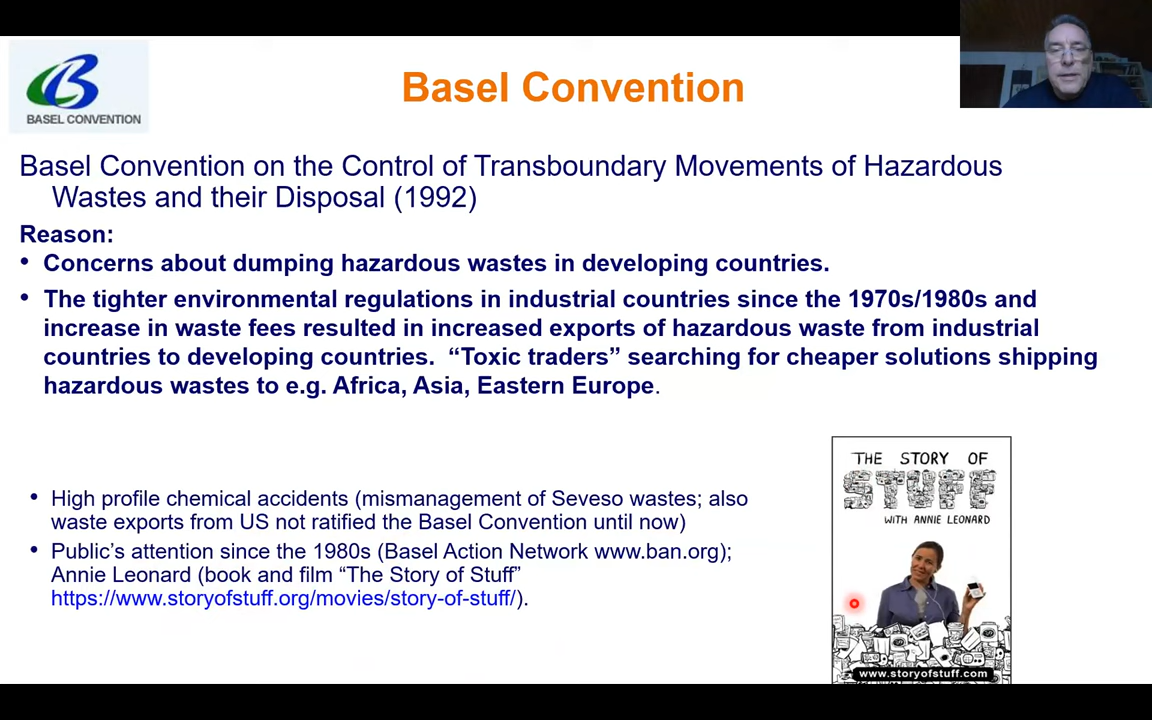 BASEL CONVENTION
Basel Convention
Basel Convention on the Control of Transboundary Movements of Hazardous
Wastes and their Disposal (1992)
Reason:
• Concerns about dumping hazardous wastes in developing countries.
• The tighter environmental regulations in industrial countries since the 1970s/1980s and
increase in waste fees resulted in increased exports of hazardous waste from industrial
countries to developing countries. “Toxic traders” searching for cheaper solutions shipping
hazardous wastes to e.g. Africa, Asia, Eastern Europe.
• High profile chemical accidents (mismanagement of Seveso wastes; also
waste exports from US not ratified the Basel Convention until now)
• Public’s attention since the 1980s (Basel Action Network www.ban.org);
Annie Leonard (book and film “The Story of Stuff”
https://www.storyofstuff.org/movies/story-of-stuff/).
THE STORY OF
STUFF
WITH ANNIE LEONARD
www.storyofstuff.com